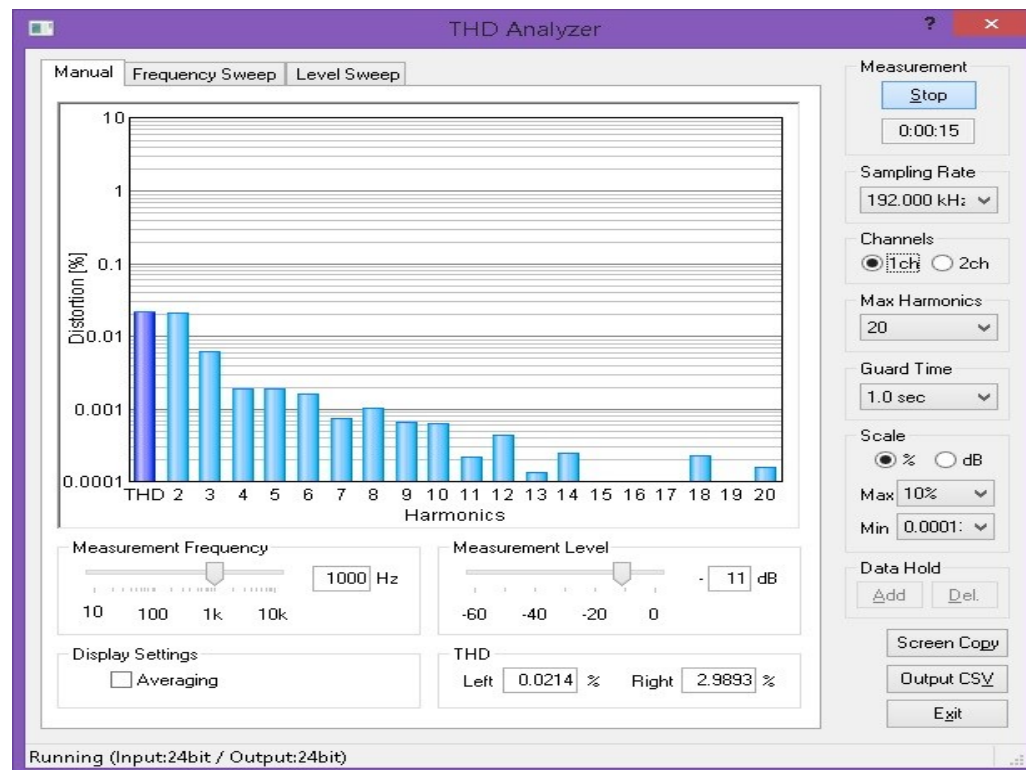 THD Analyzer
?
×
Manual
Frequency Sweep
Level Sweep
10
1
0.1
0.01
0.001
0.0001
Distortion [%]
THD 2 3 4 5 6 7 8 9 10 11 12 13 14 15 16 17 18 19 20
Harmonics
Measurement Frequency
1000 Hz
10 100 1k 10k
Measurement Level
- 11 dB
-60 -40 -20 0
Display Settings
Averaging
THD
Left 0.0214 % Right 2.9893 %
Measurement
Stop
0:00:15
Sampling Rate
192.000 kHz
Channels
1ch 2ch
Max Harmonics
20
Guard Time
1.0 sec
Scale
% dB
Max 10%
Min 0.0001
Data Hold
Add Del.
Screen Copy
Output CSV
Exit
Running (Input:24bit / Output:24bit)